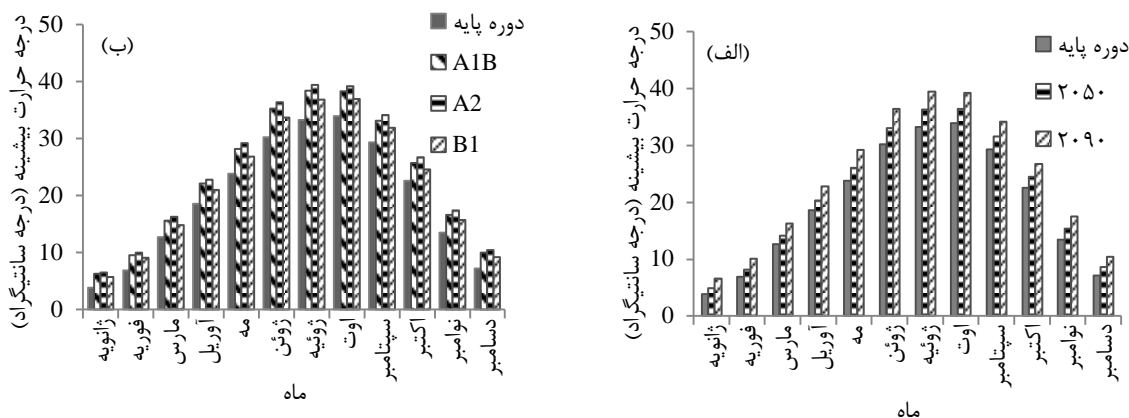 (الف)
دوره پایه
۲۰۵۰
۲۰۹۰
درجه حرارت بیشینه (درجه سانتیگراد)
50
40
30
20
10
0
ژانویه
فوریه
مارس
آوریل
مه
ژوئن
ژوئیه
اوت
سپتامبر
اکتبر
نوامبر
دسامبر
ماه
(ب)
دوره پایه
A1B
A2
B1
درجه حرارت بیشینه (درجه سانتیگراد)
50
40
30
20
10
0
ژانویه
فوریه
مارس
آوریل
مه
ژوئن
ژوئیه
اوت
سپتامبر
اکتبر
نوامبر
دسامبر
ماه